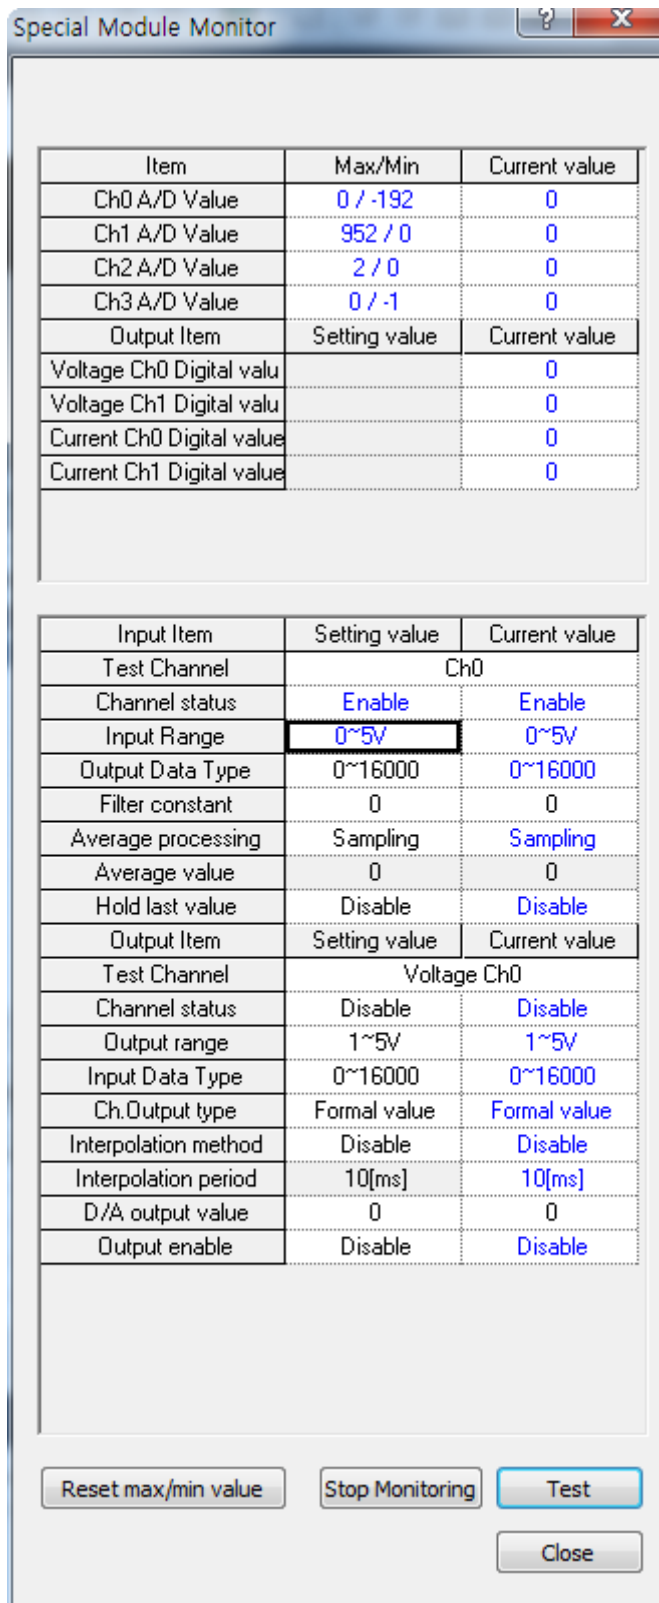 Special Module Monitor
? X
Item Max/Min Current value
Ch0 A/D Value 0 / -192 0
Ch1 A/D Value 952 / 0 0
Ch2 A/D Value 2 / 0 0
Ch3 A/D Value 0 / -1 0
Output Item Setting value Current value
Voltage Ch0 Digital valu 0
Voltage Ch1 Digital valu 0
Current Ch0 Digital value 0
Current Ch1 Digital value 0
Input Item Setting value Current value
Test Channel Ch0
Channel status Enable Enable
Input Range 0~5V 0~5V
Output Data Type 0~16000 0~16000
Filter constant 0 0
Average processing Sampling Sampling
Average value 0 0
Hold last value Disable Disable
Output Item Setting value Current value
Test Channel Voltage Ch0
Channel status Disable Disable
Output range 1~5V 1~5V
Input Data Type 0~16000 0~16000
Ch.Output type Formal value Formal value
Interpolation method Disable Disable
Interpolation period 10[ms] 10[ms]
D/A output value 0 0
Output enable Disable Disable
Reset max/min value Stop Monitoring Test
Close